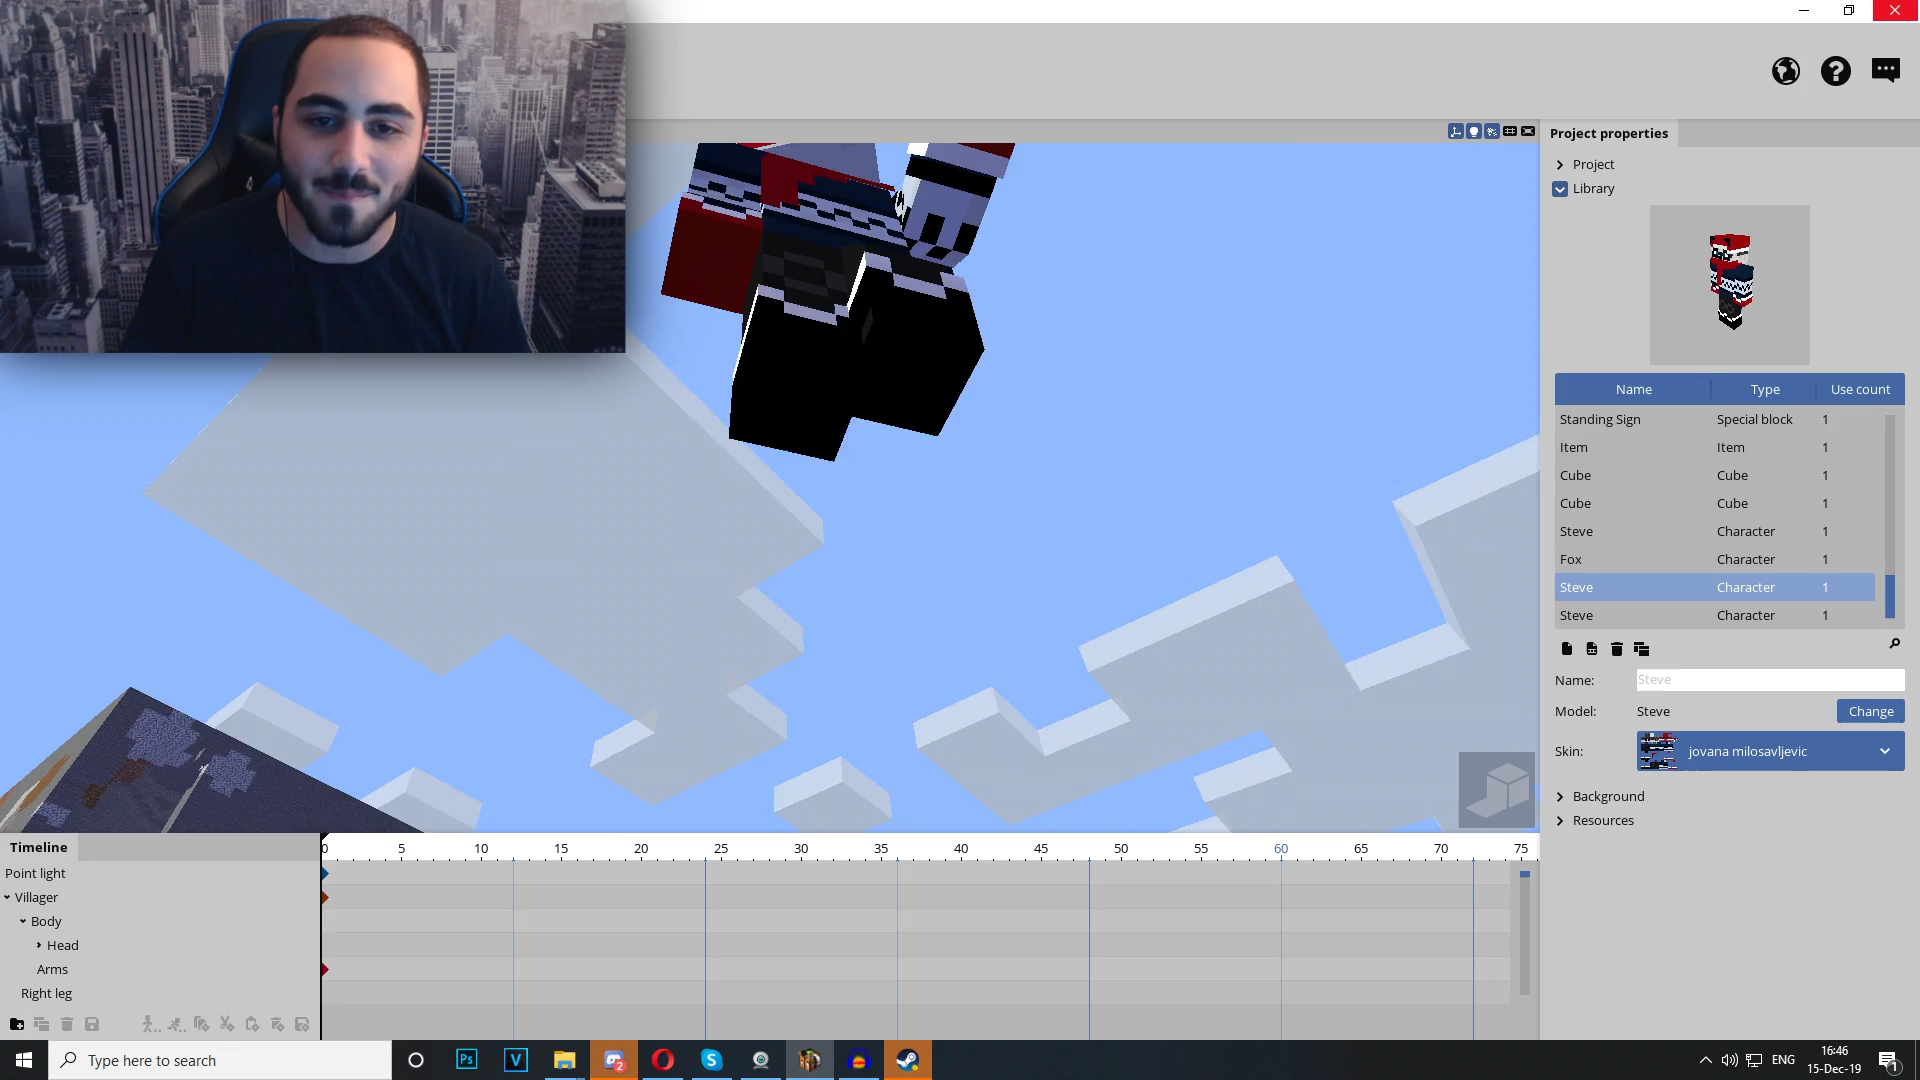 Project properties
Project
Library
Name Type Use count
Standing Sign Special block 1
Item Item 1
Cube Cube 1
Cube Cube 1
Steve Character 1
Fox Character 1
Steve Character 1
Steve Character 1
Name: Steve
Model: Steve Change
Skin: jovana milosavljevic
Background
Resources
Timeline
0 5 10 15 20 25 30 35 40 45 50 55 60 65 70 75
Point light
Villager
Body
Head
Arms
Right leg
Type here to search
Ps
V
2
S
ENG
16:46
15-Dec-19
1